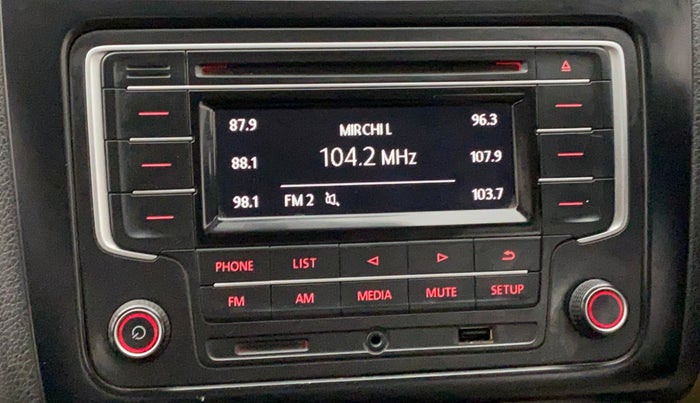 87.9 MIRCHI L 96.3
88.1 104.2 MHz 107.9
98.1 FM 2 103.7
PHONE LIST
FM AM MEDIA MUTE SETUP